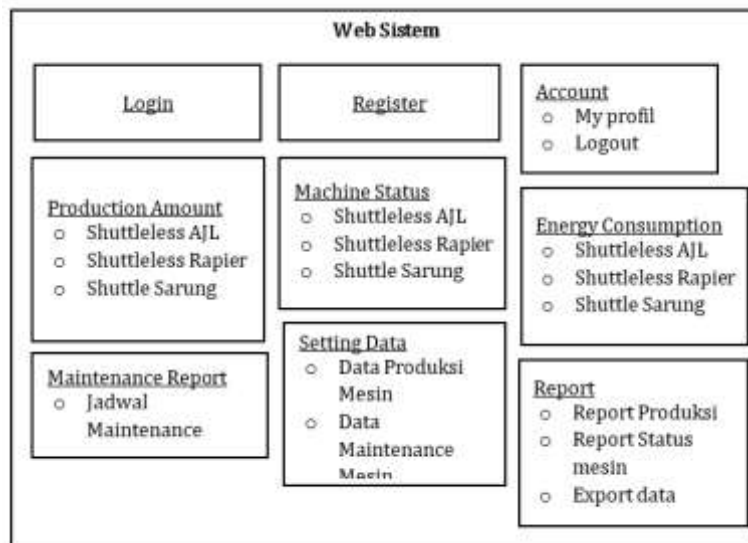 Web Sistem
Login
Register
Account
o My profil
o Logout
Production Amount
o Shuttleless AJL
o Shuttleless Rapier
o Shuttle Sarung
Machine Status
o Shuttleless AJL
o Shuttleless Rapier
o Shuttle Sarung
Energy Consumption
o Shuttleless AJL
o Shuttleless Rapier
o Shuttle Sarung
Maintenance Report
o Jadwal
Maintenance
Setting Data
o Data Produksi
Mesin
o Data
Maintenance
Mesin
Report
o Report Produksi
o Report Status
mesin
o Export data